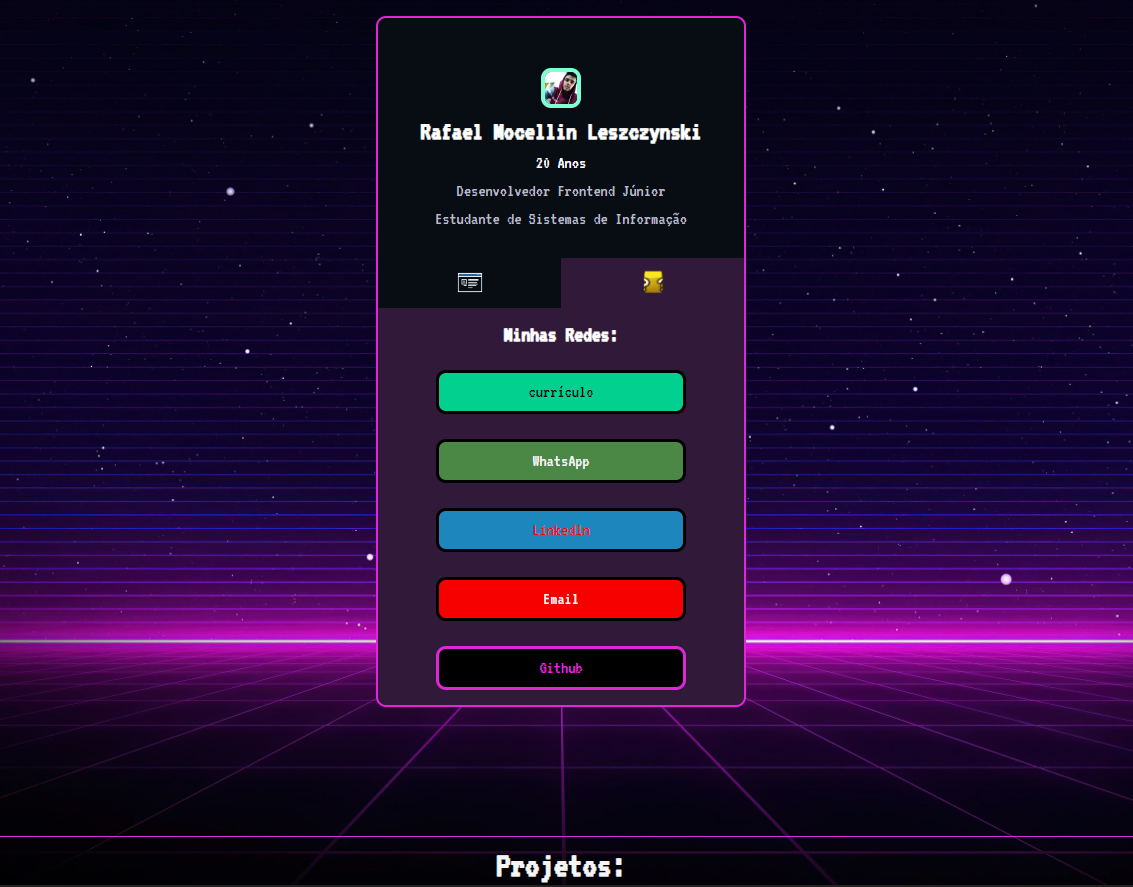 Rafael Mocellin Leszczynski
20 Anos
Desenvolvedor Frontend Júnior
Estudante de Sistemas de Informação
Minhas Redes:
currículo
WhatsApp
Linkedin
Email
Github
Projetos: